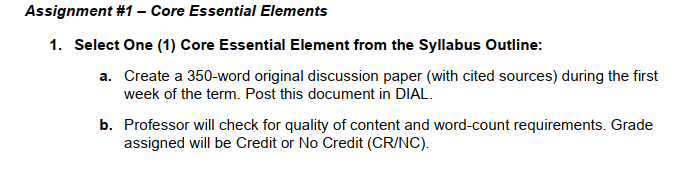 Assignment #1 – Core Essential Elements
1. Select One (1) Core Essential Element from the Syllabus Outline:
a. Create a 350-word original discussion paper (with cited sources) during the first
week of the term. Post this document in DIAL.
b. Professor will check for quality of content and word-count requirements. Grade
assigned will be Credit or No Credit (CR/NC).